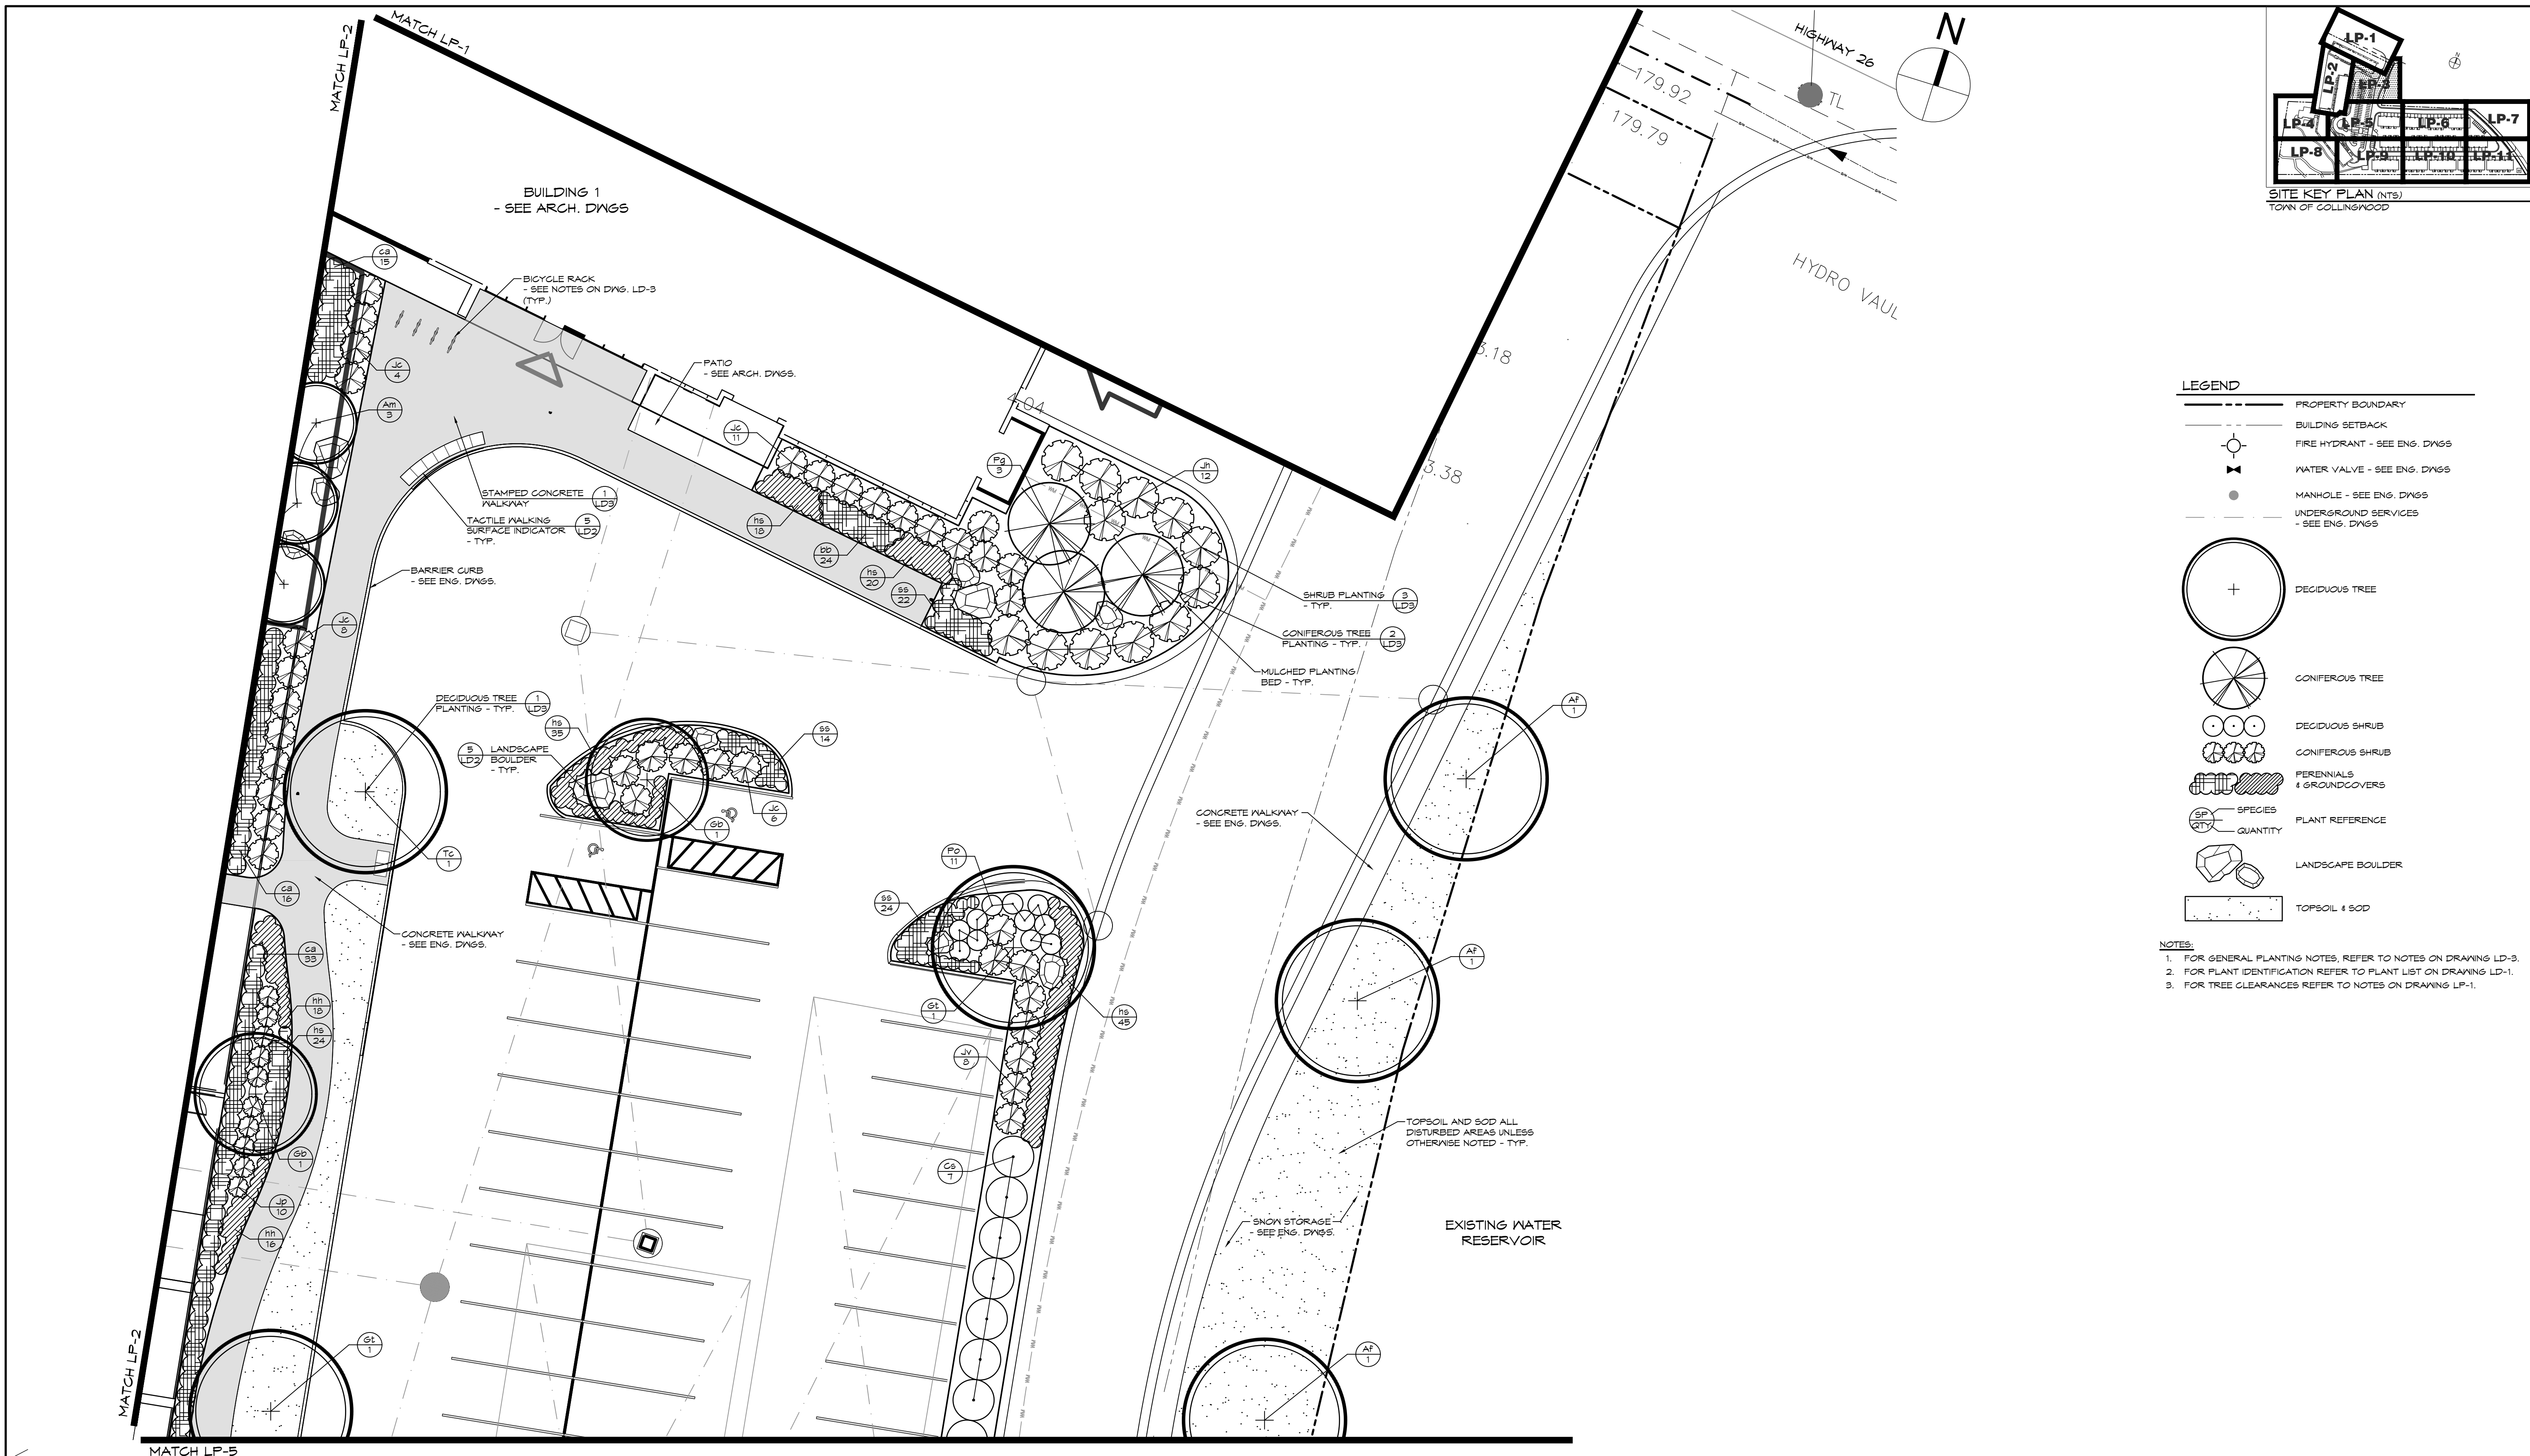 MATCH LP-2
MATCH LP-1
HIGHWAY 26
N
TL
179.92
179.79
HYDRO VAUL
3.18
3.38
4.04
BUILDING 1
- SEE ARCH. DWGS
ca
15
BICYCLE RACK
- SEE NOTES ON DWG. LD-3
(TYP.)
Jc
4
PATIO
- SEE ARCH. DWGS.
Am
3
Jc
11
Pg
3
Jh
12
STAMPED CONCRETE
WALKWAY
1
LD3
TACTILE WALKING
SURFACE INDICATOR
- TYP.
5
LD2
hs
18
bb
24
hs
20
ss
22
BARRIER CURB
- SEE ENG. DWGS.
SHRUB PLANTING
- TYP.
3
LD3
CONIFEROUS TREE
PLANTING - TYP.
2
LD3
MULCHED PLANTING
BED - TYP.
Jc
8
DECIDUOUS TREE
PLANTING - TYP.
1
LD3
hs
35
5
LD2
LANDSCAPE
BOULDER
- TYP.
ss
14
Jc
6
Gb
1
Af
1
Tc
1
CONCRETE WALKWAY
- SEE ENG. DWGS.
Po
11
ss
24
ca
16
CONCRETE WALKWAY
- SEE ENG. DWGS.
ca
33
Af
1
hh
18
hs
24
Gt
1
hs
45
Jv
8
Gb
1
TOPSOIL AND SOD ALL
DISTURBED AREAS UNLESS
OTHERWISE NOTED - TYP.
Cs
7
Jp
10
hh
16
SNOW STORAGE
- SEE ENG. DWGS.
EXISTING WATER
RESERVOIR
Gt
1
Af
1
MATCH LP-2
MATCH LP-5
LP-1
LP-2
LP-3
LP-4
LP-5
LP-6
LP-7
LP-8
LP-9
LP-10
LP-11
N
SITE KEY PLAN (NTS)
TOWN OF COLLINGWOOD
LEGEND
PROPERTY BOUNDARY
BUILDING SETBACK
FIRE HYDRANT - SEE ENG. DWGS
WATER VALVE - SEE ENG. DWGS
MANHOLE - SEE ENG. DWGS
UNDERGROUND SERVICES
- SEE ENG. DWGS
DECIDUOUS TREE
CONIFEROUS TREE
DECIDUOUS SHRUB
CONIFEROUS SHRUB
PERENNIALS
& GROUNDCOVERS
SP
QTY
SPECIES
QUANTITY
PLANT REFERENCE
LANDSCAPE BOULDER
TOPSOIL & SOD
NOTES:
1. FOR GENERAL PLANTING NOTES, REFER TO NOTES ON DRAWING LD-3.
2. FOR PLANT IDENTIFICATION REFER TO PLANT LIST ON DRAWING LD-1.
3. FOR TREE CLEARANCES REFER TO NOTES ON DRAWING LP-1.